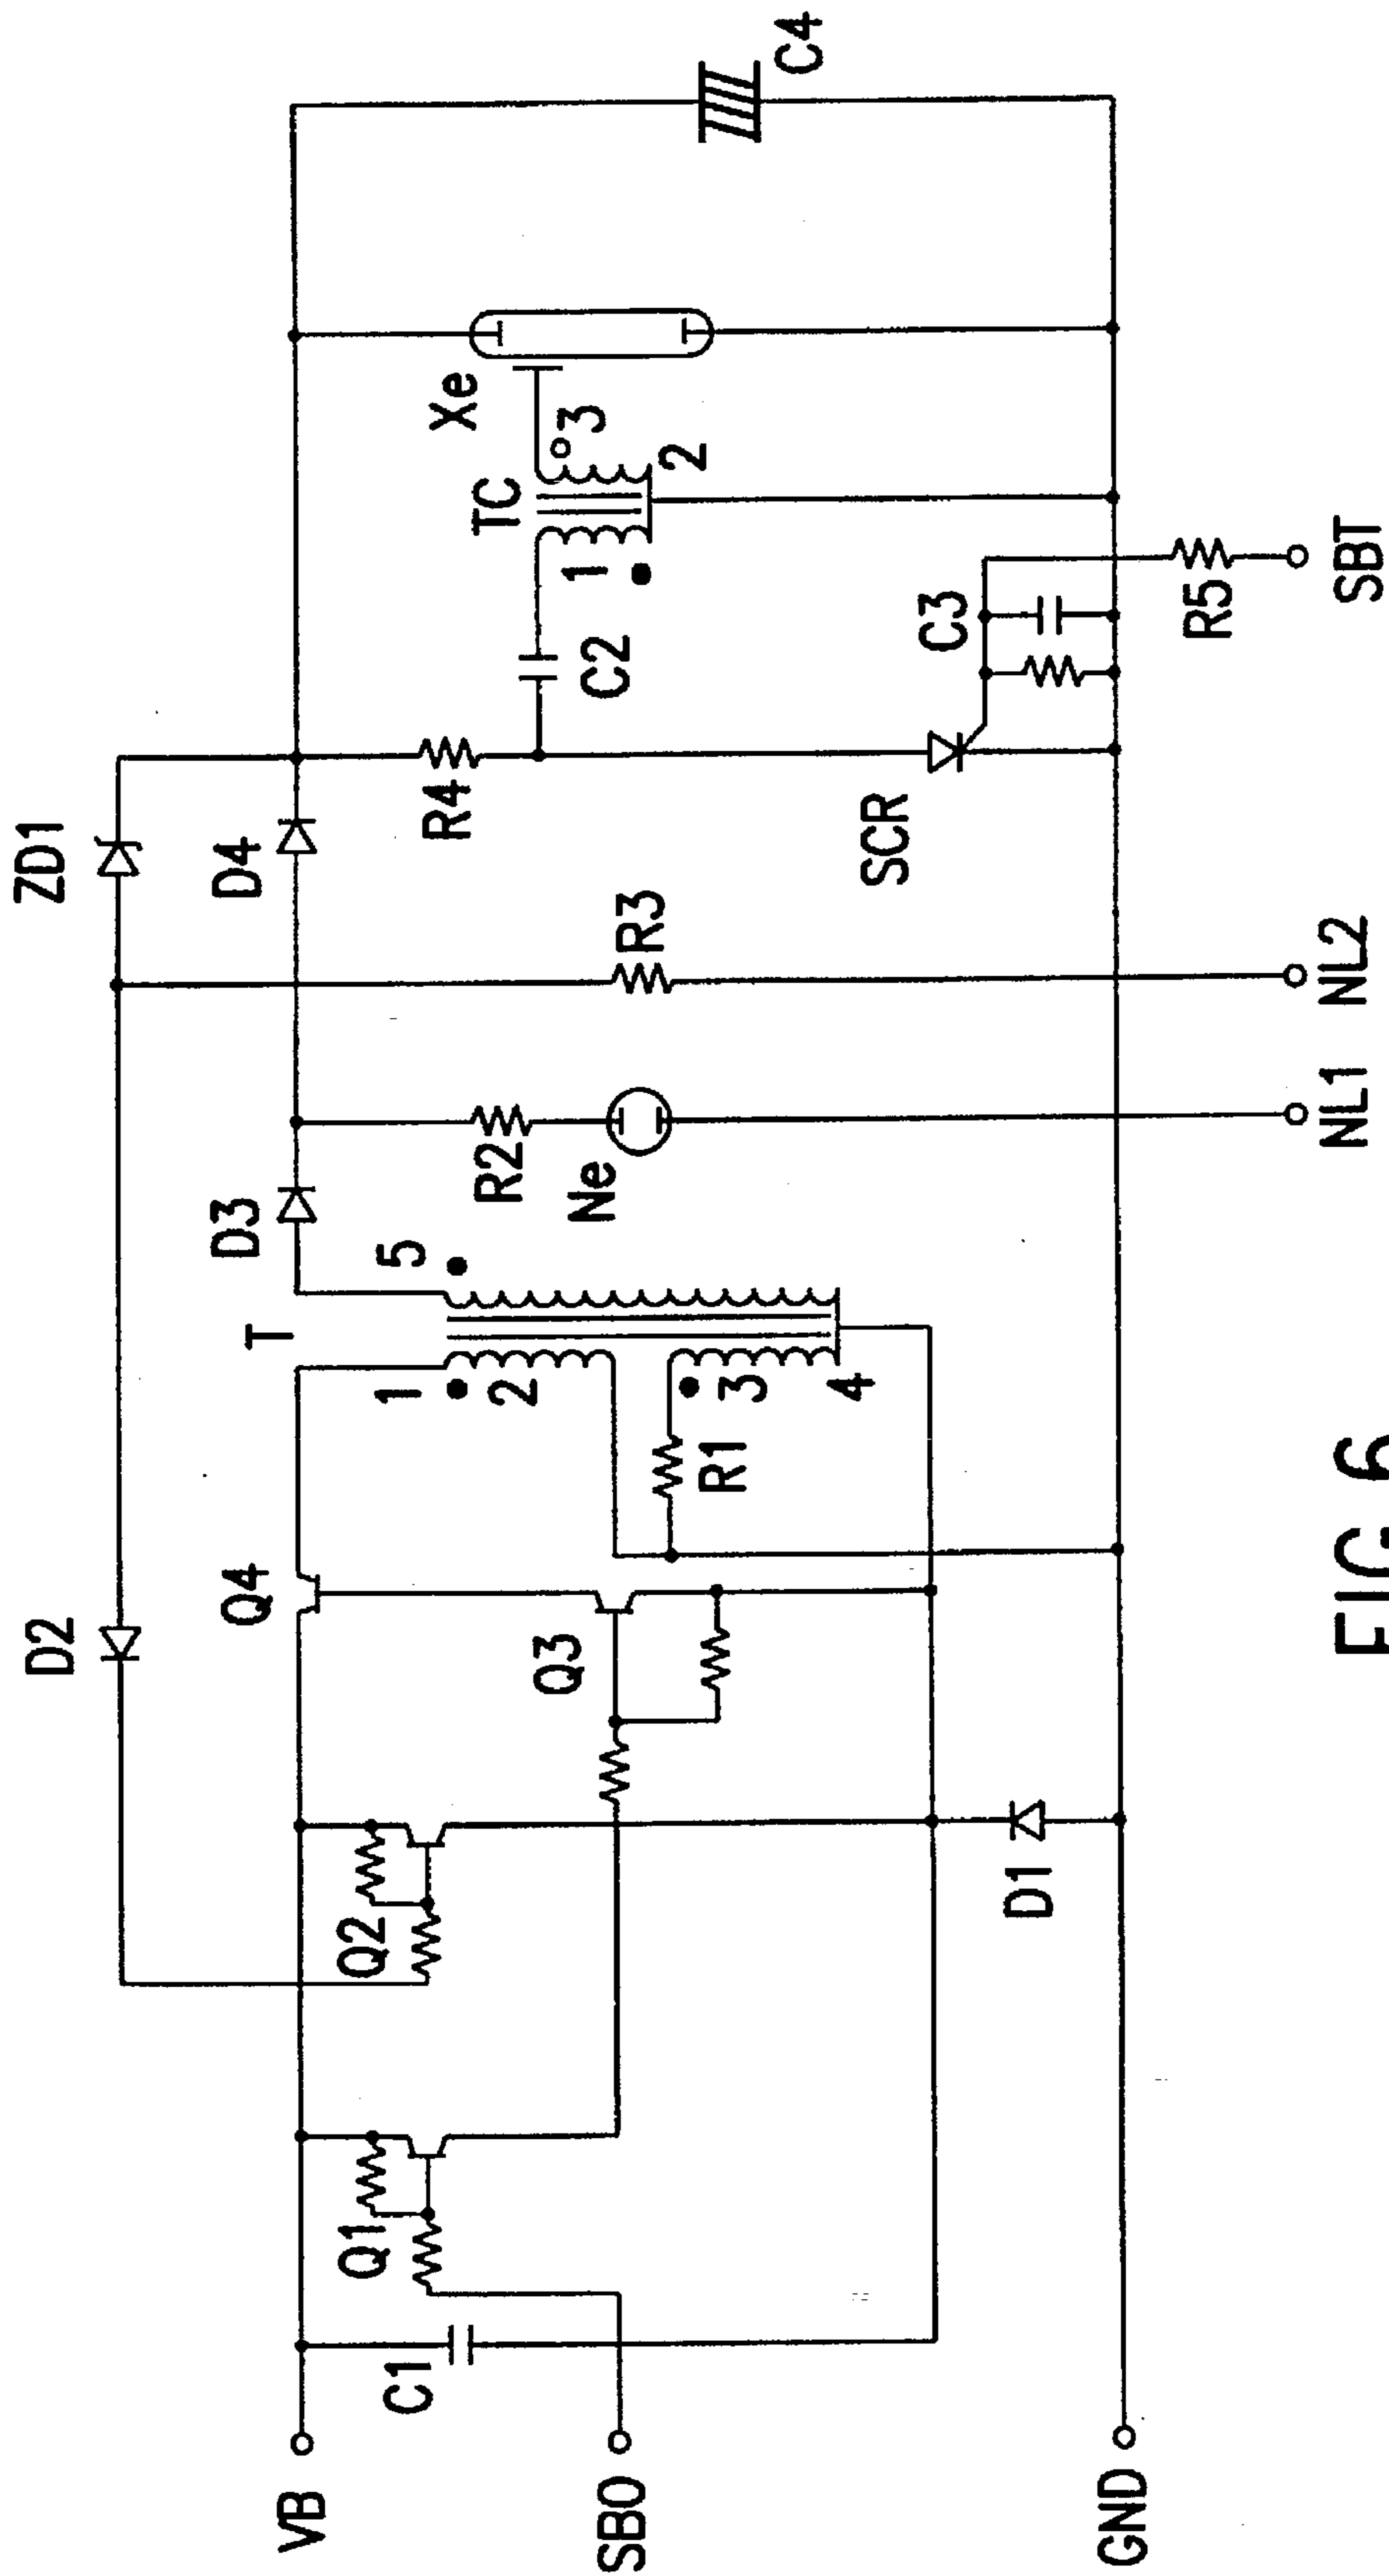 ZD1
D2
D4
D3
T
Q4
5
1
2
3
4
R1
Q3
Q2
Q1
C1
D1
R2
Ne
R3
R4
C2
TC
1
3
2
Xe
C4
SCR
C3
R5
VB
SBO
GND
NL1
NL2
SBT
FIG. 6